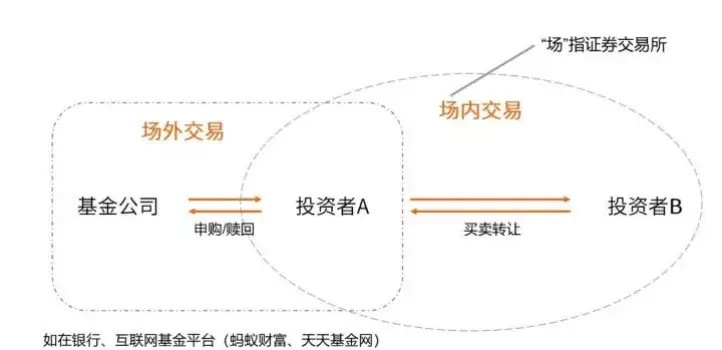 “场”指证券交易所
场内交易
场外交易
基金公司
申购/赎回
投资者A
买卖转让
投资者B
如在银行、互联网基金平台（蚂蚁财富、天天基金网）